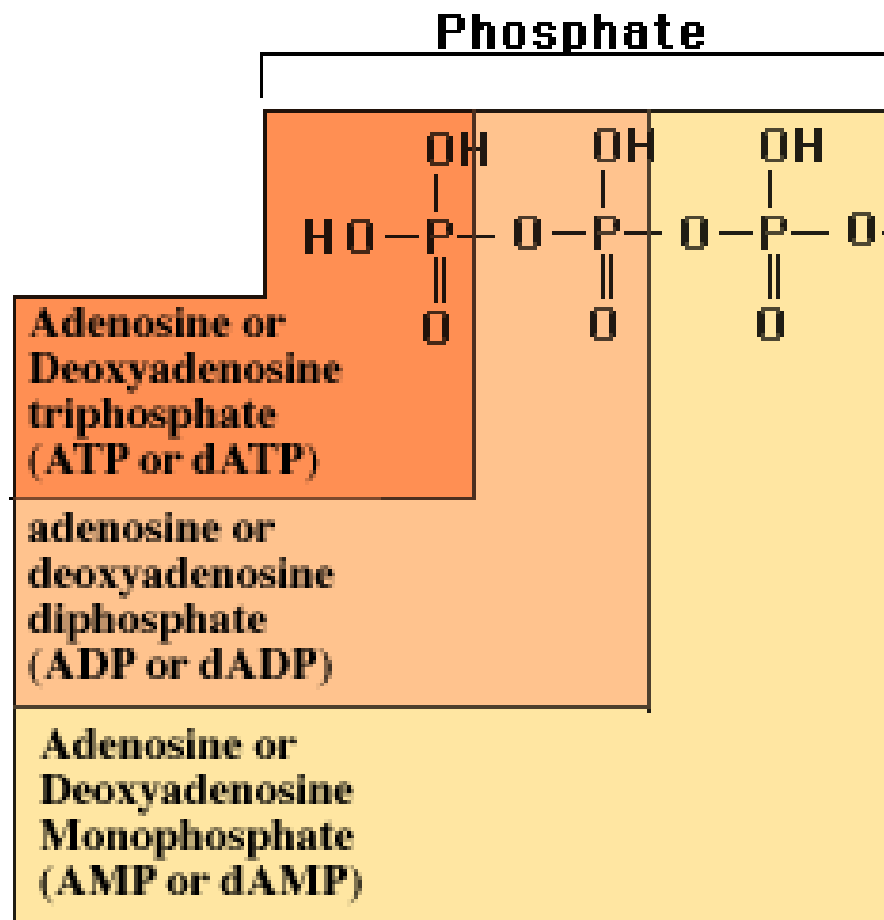 Phosphate
OH OH OH
HO—P—O—P—O—P—O
O O O
Adenosine or
Deoxyadenosine
triphosphate
(ATP or dATP)
adenosine or
deoxyadenosine
diphosphate
(ADP or dADP)
Adenosine or
Deoxyadenosine
Monophosphate
(AMP or dAMP)